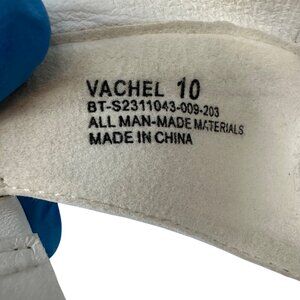 VACHEL 10
BT-S2311043-009-203
ALL MAN-MADE MATERIALS
MADE IN CHINA